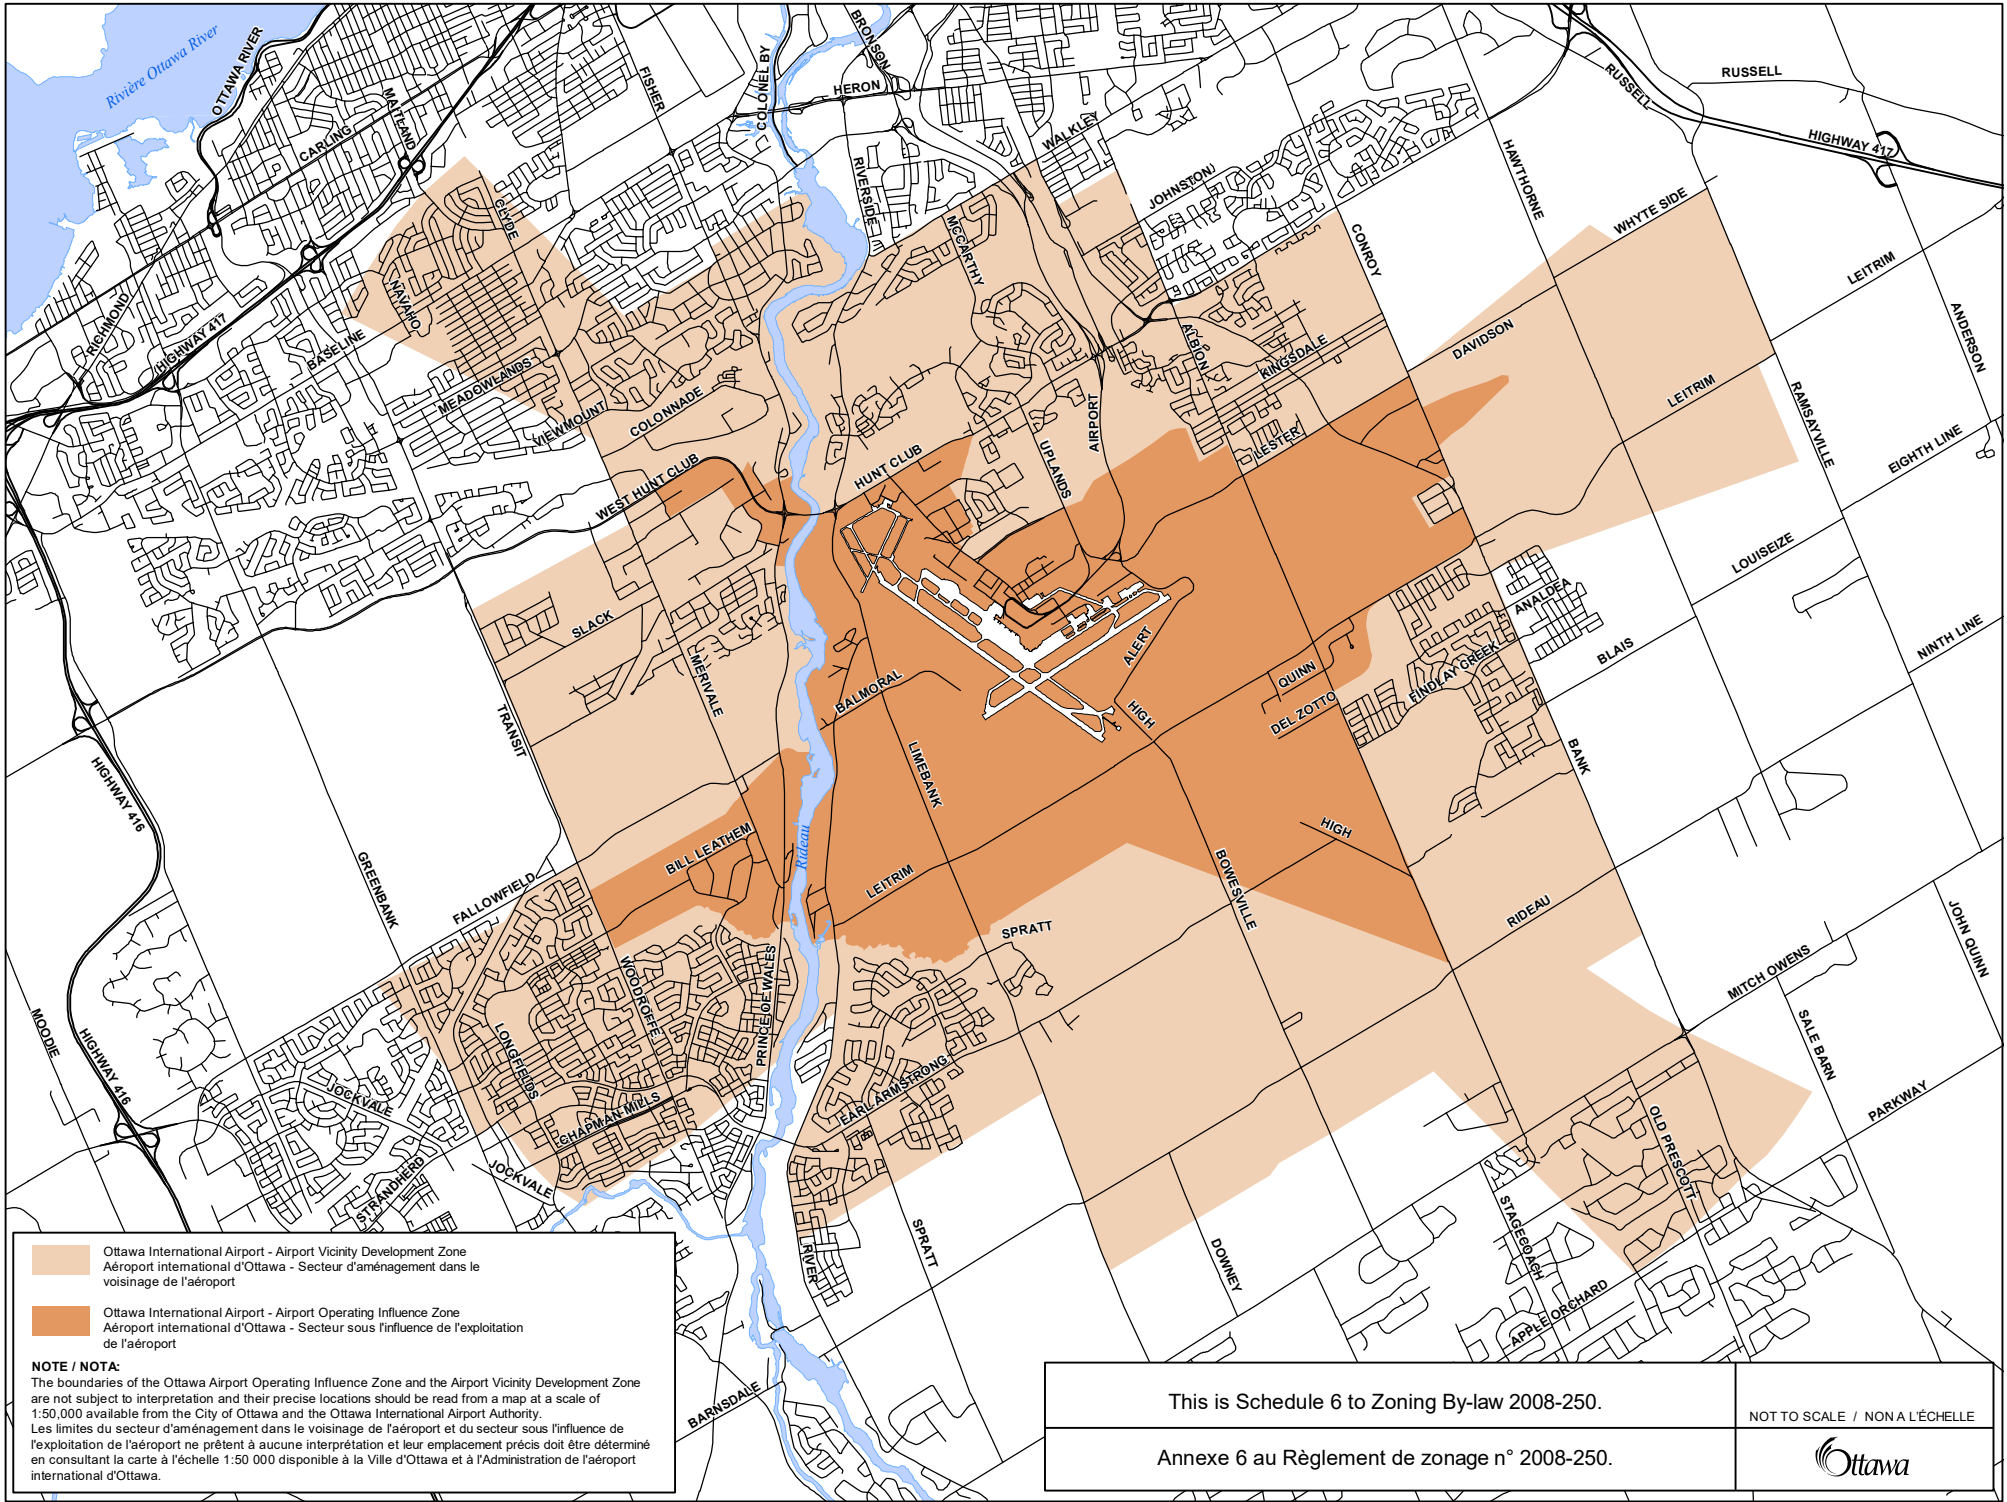 Rivière Ottawa River
OTTAWA RIVER
CARLING
MAITLAND
FISHER
COLONEL BY
BRONSON
HERON
RIVERSIDE
WALKLEY
JOHNSTON
RUSSELL
RUSSELL
HIGHWAY 417
HAWTHORNE
WHYTE SIDE
LEITRIM
ANDERSON
CLYDE
NAVAHO
MCCARTHY
CONROY
RICHMOND
HIGHWAY 417
BASELINE
MEADOWLANDS
VIEWMOUNT
COLONNADE
ALBION
KINGSDALE
DAVIDSON
LEITRIM
RAMSAYVILLE
EIGHTH LINE
WEST HUNT CLUB
HUNT CLUB
UPLANDS
AIRPORT
LESTER
LOUISEIZE
SLACK
MERIVALE
BALMORAL
ALERT
HIGH
QUINN
DEL ZOTTO
FINDLAY CREEK
ANALDEA
BLAIS
NINTH LINE
TRANSIT
LIMEBANK
BANK
HIGHWAY 416
GREENBANK
FALLOWFIELD
BILL LEATHEM
Rideau
LEITRIM
HIGH
BOWESVILLE
SPRATT
RIDEAU
MITCH OWENS
JOHN QUINN
MOODIE
HIGHWAY 416
WOODROFFE
LONGFIELDS
PRINCE OF WALES
JOCKVALE
CHAPMAN MILLS
EARL ARMSTRONG
SALE BARN
PARKWAY
OLD PRESCOTT
STRANDHERD
JOCKVALE
RIVER
SPRATT
DOWNEY
STAGECOACH
APPLE ORCHARD
BARNSDALE
Ottawa International Airport - Airport Vicinity Development Zone
Aéroport international d'Ottawa - Secteur d'aménagement dans le
voisinage de l'aéroport
Ottawa International Airport - Airport Operating Influence Zone
Aéroport international d'Ottawa - Secteur sous l'influence de l'exploitation
de l'aéroport
NOTE / NOTA:
The boundaries of the Ottawa Airport Operating Influence Zone and the Airport Vicinity Development Zone
are not subject to interpretation and their precise locations should be read from a map at a scale of
1:50,000 available from the City of Ottawa and the Ottawa International Airport Authority.
Les limites du secteur d'aménagement dans le voisinage de l'aéroport et du secteur sous l'influence de
l'exploitation de l'aéroport ne prêtent à aucune interprétation et leur emplacement précis doit être déterminé
en consultant la carte à l'échelle 1:50 000 disponible à la Ville d'Ottawa et à l'Administration de l'aéroport
international d'Ottawa.
This is Schedule 6 to Zoning By-law 2008-250.
Annexe 6 au Règlement de zonage n° 2008-250.
NOT TO SCALE / NON A L'ÉCHELLE
Ottawa